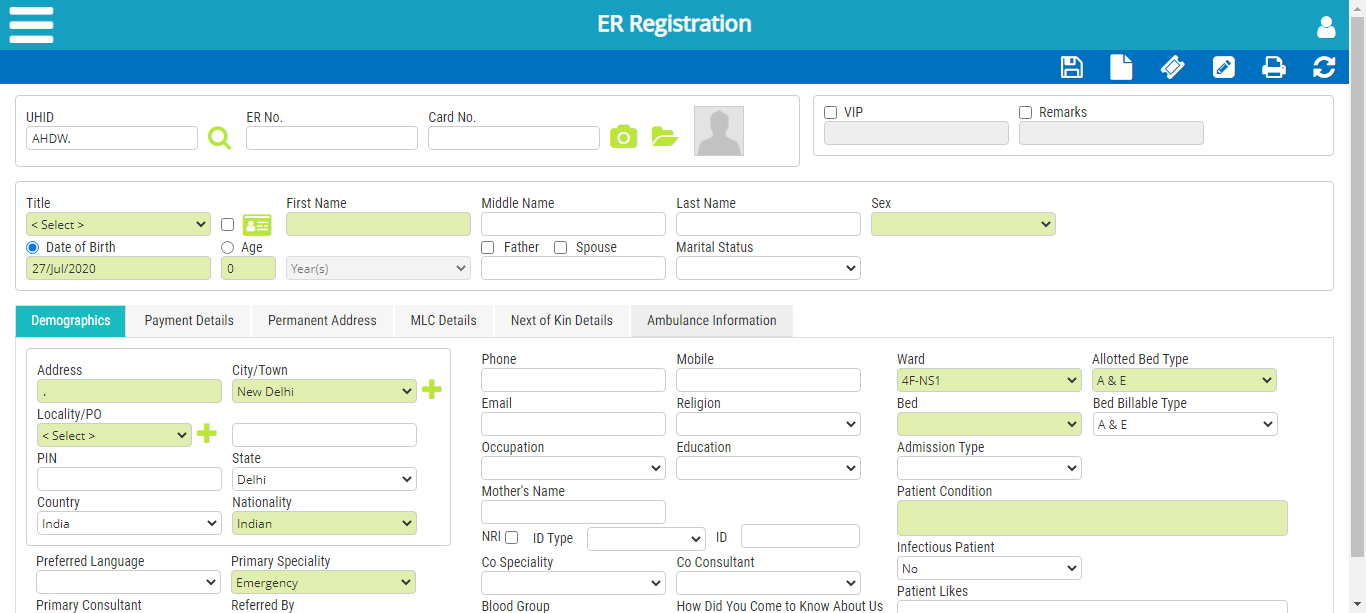 ER Registration
UHID ER No. Card No. VIP Remarks
AHDW.
Title First Name Middle Name Last Name Sex
< Select >
Date of Birth Age Father Spouse Marital Status
27/Jul/2020 0 Year(s)
Demographics Payment Details Permanent Address MLC Details Next of Kin Details Ambulance Information
Address City/Town
. New Delhi
Locality/PO
< Select >
PIN State
Delhi
Country Nationality
India Indian
Preferred Language Primary Speciality
Emergency
Primary Consultant Referred By
Phone Mobile
Email Religion
Occupation Education
Mother's Name
NRI ID Type ID
Co Speciality Co Consultant
Blood Group How Did You Come to Know About Us
Ward Allotted Bed Type
4F-NS1 A & E
Bed Bed Billable Type
A & E
Admission Type
Patient Condition
Infectious Patient
No
Patient Likes